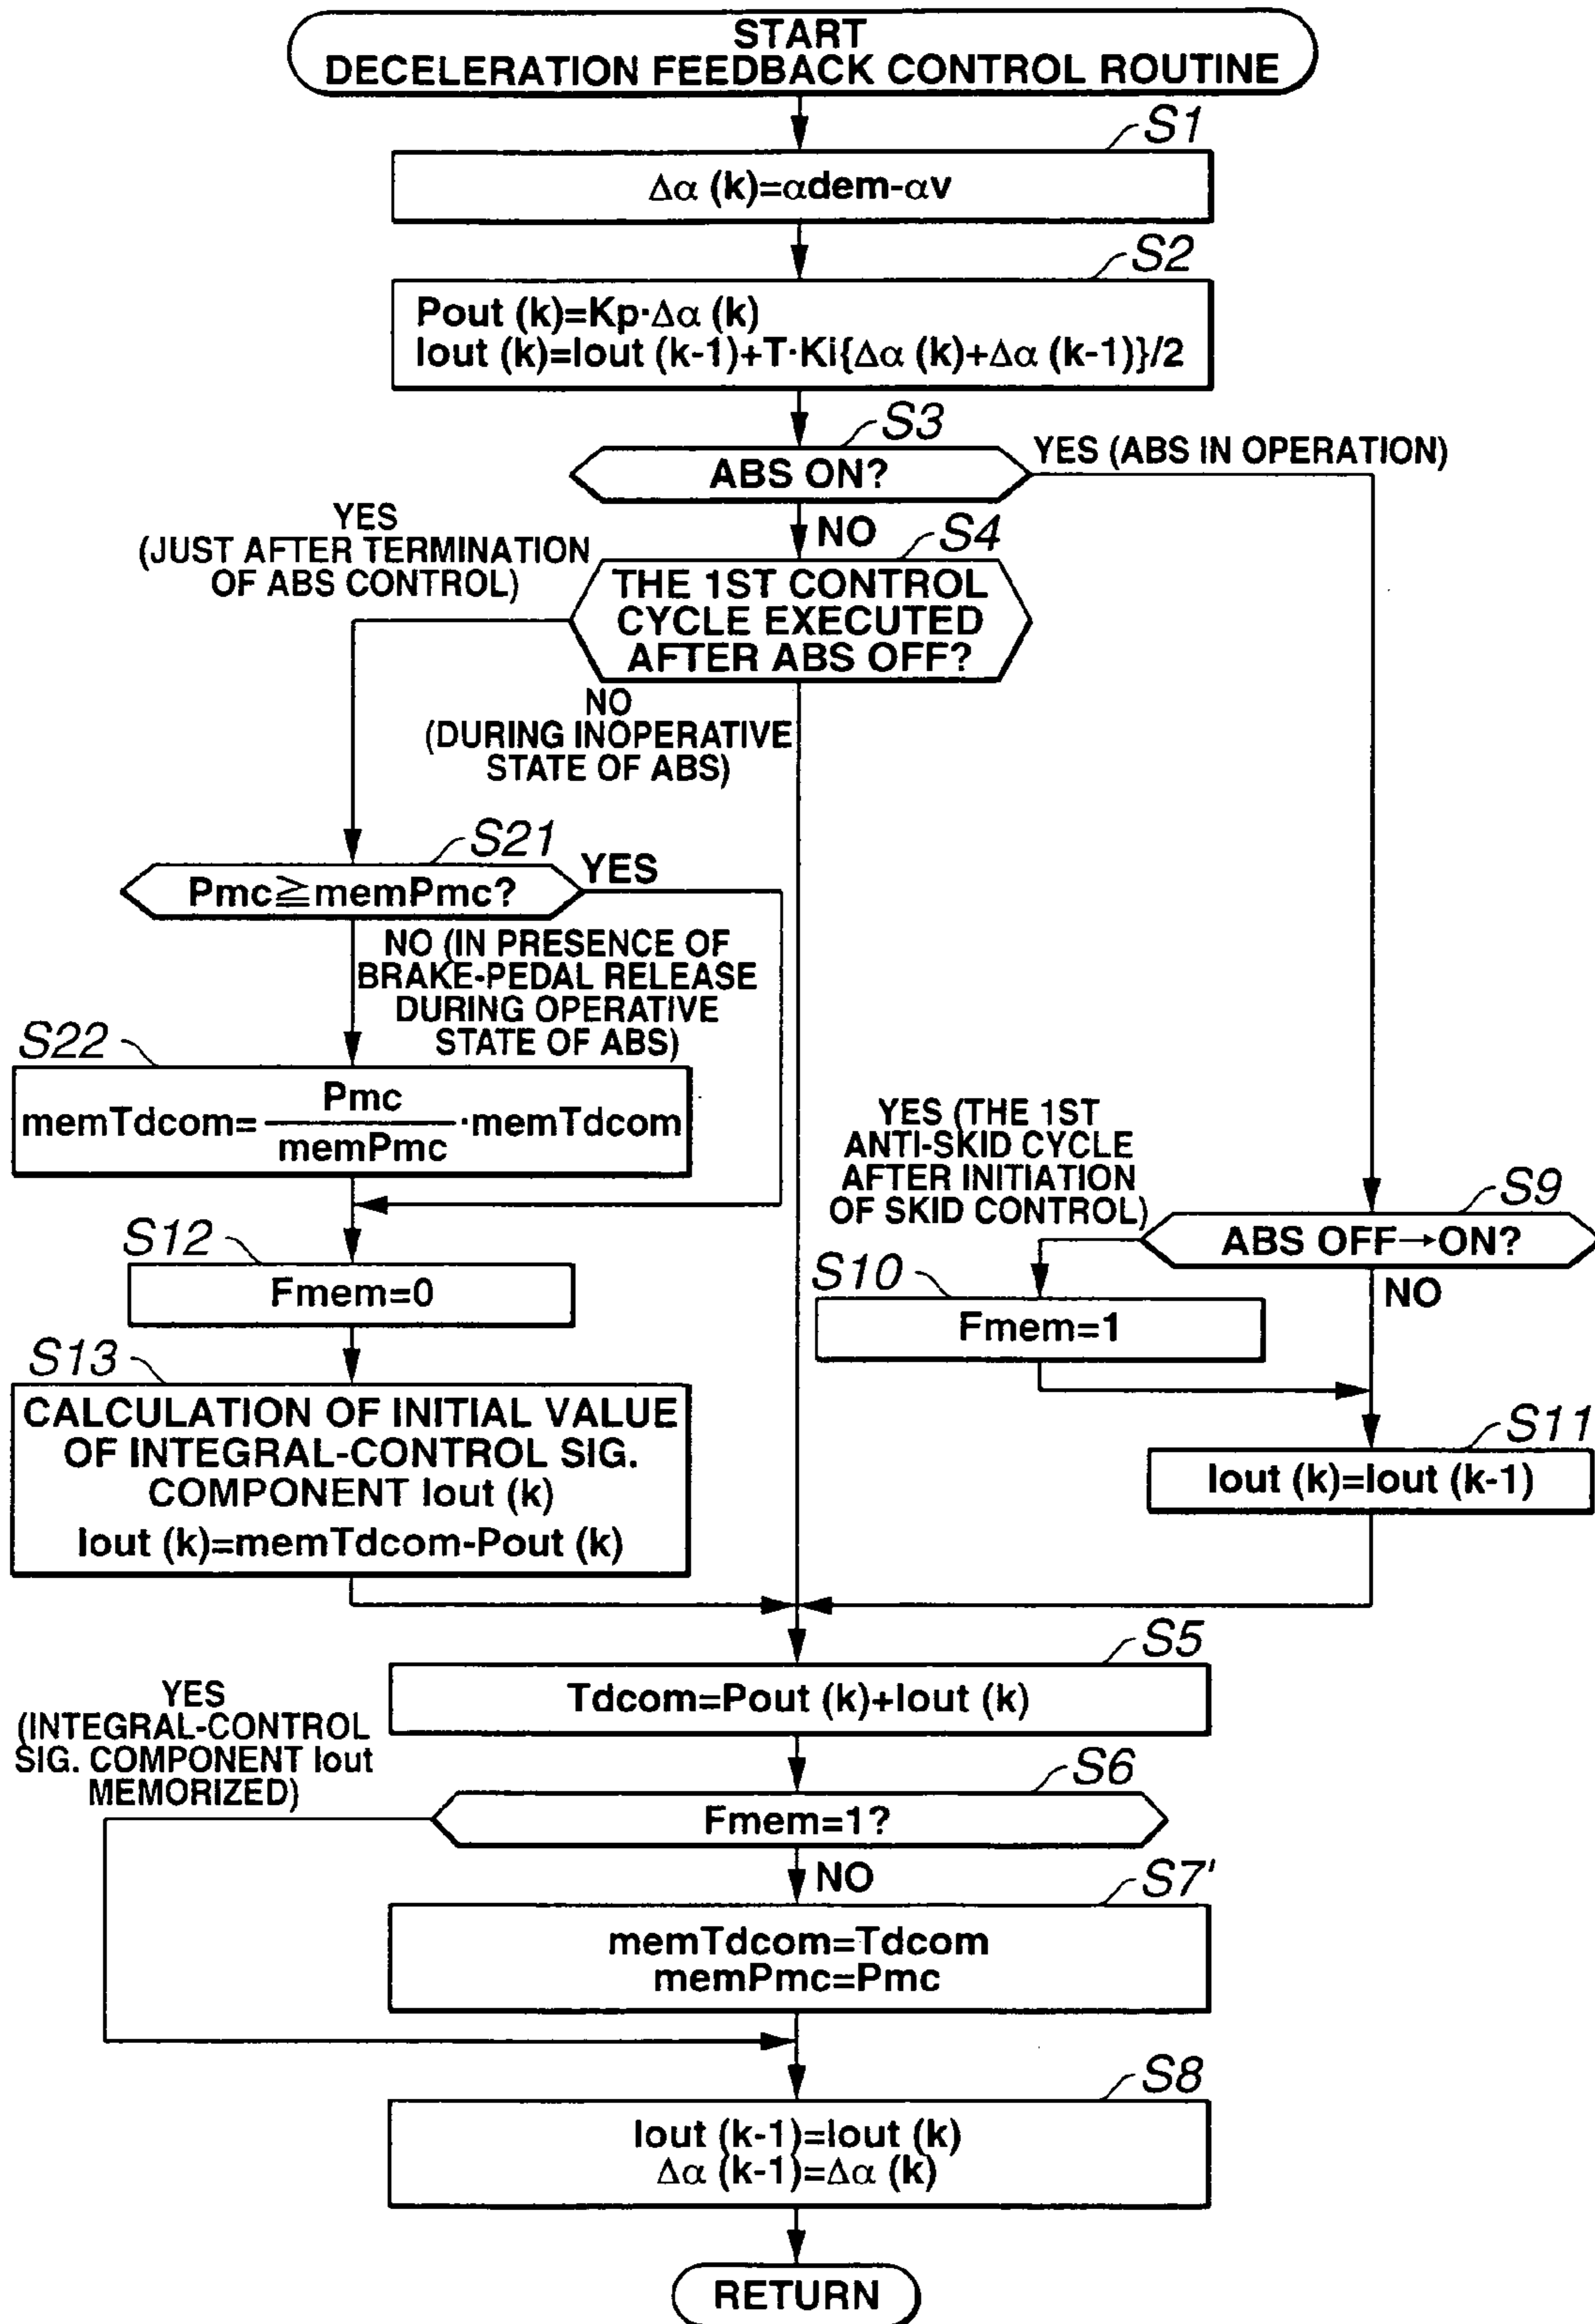 START
DECELERATION FEEDBACK CONTROL ROUTINE
S1
Δα (k)=αdem-αv
S2
Pout (k)=Kp·Δα (k)
Iout (k)=Iout (k-1)+T·Ki{Δα (k)+Δα (k-1)}/2
S3
ABS ON?
YES (ABS IN OPERATION)
NO
YES
(JUST AFTER TERMINATION
OF ABS CONTROL)
S4
THE 1ST CONTROL
CYCLE EXECUTED
AFTER ABS OFF?
NO
(DURING INOPERATIVE
STATE OF ABS)
S21
Pmc≧memPmc?
YES
NO (IN PRESENCE OF
BRAKE-PEDAL RELEASE
DURING OPERATIVE
STATE OF ABS)
S22
memTdcom=
Pmc
memPmc
·memTdcom
YES (THE 1ST
ANTI-SKID CYCLE
AFTER INITIATION
OF SKID CONTROL)
S9
ABS OFF→ON?
NO
S12
Fmem=0
S10
Fmem=1
S13
CALCULATION OF INITIAL VALUE
OF INTEGRAL-CONTROL SIG.
COMPONENT Iout (k)
Iout (k)=memTdcom-Pout (k)
S11
Iout (k)=Iout (k-1)
S5
Tdcom=Pout (k)+Iout (k)
YES
(INTEGRAL-CONTROL
SIG. COMPONENT Iout
MEMORIZED)
S6
Fmem=1?
NO
S7'
memTdcom=Tdcom
memPmc=Pmc
S8
Iout (k-1)=Iout (k)
Δα (k-1)=Δα (k)
RETURN